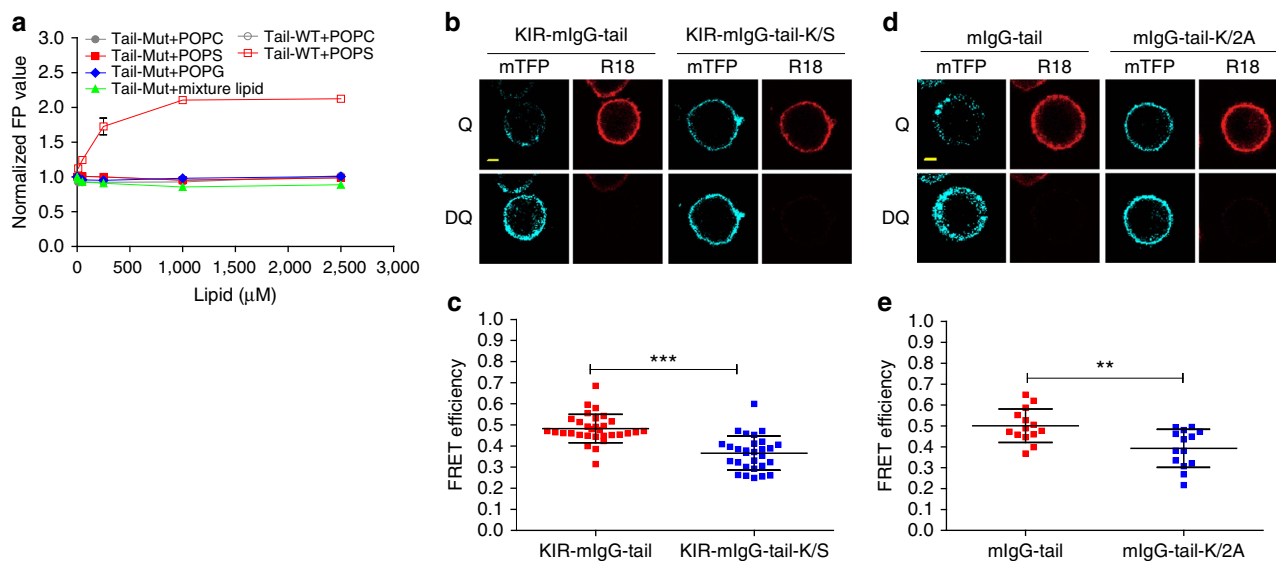 a
Normalized FP value
3.0
2.5
2.0
1.5
1.0
0.5
0.0
0
500
1,000
1,500
2,000
2,500
3,000
Lipid (μM)
Tail-Mut+POPC
Tail-Mut+POPS
Tail-Mut+POPG
Tail-Mut+mixture lipid
Tail-WT+POPC
Tail-WT+POPS
b
KIR-mIgG-tail
KIR-mIgG-tail-K/S
mTFP
R18
mTFP
R18
Q
DQ
c
FRET efficiency
1.0
0.9
0.8
0.7
0.6
0.5
0.4
0.3
0.2
0.1
0.0
***
KIR-mIgG-tail
KIR-mIgG-tail-K/S
d
mIgG-tail
mIgG-tail-K/2A
mTFP
R18
mTFP
R18
Q
DQ
e
FRET efficiency
1.0
0.9
0.8
0.7
0.6
0.5
0.4
0.3
0.2
0.1
0.0
**
mIgG-tail
mIgG-tail-K/2A